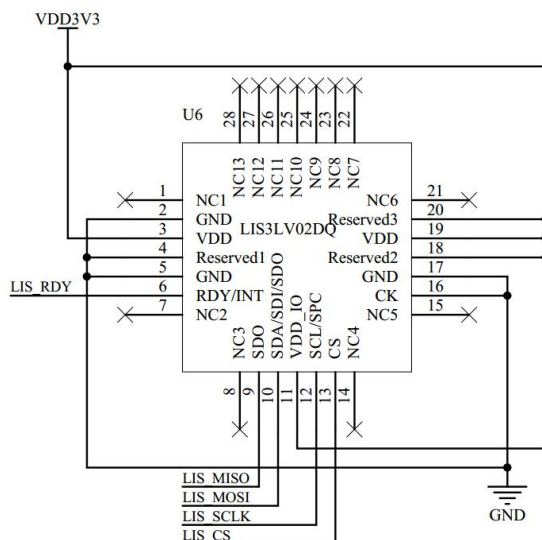 VDD3V3
U6
28
27
26
25
24
23
22
NC13
NC12
NC11
NC10
NC9
NC8
NC7
LIS3LV02DQ
1 NC1
2 GND
3 VDD
4 Reserved1
5 GND
LIS_RDY 6 RDY/INT
7 NC2
NC6 21
Reserved3 20
VDD 19
Reserved2 18
GND 17
CK 16
NC5 15
NC3
SDO
SDA/SDI/SDO
VDD_IO
SCL/SPC
CS
NC4
8
9
10
11
12
13
14
LIS_MISO
LIS_MOSI
LIS_SCLK
LIS_CS
GND